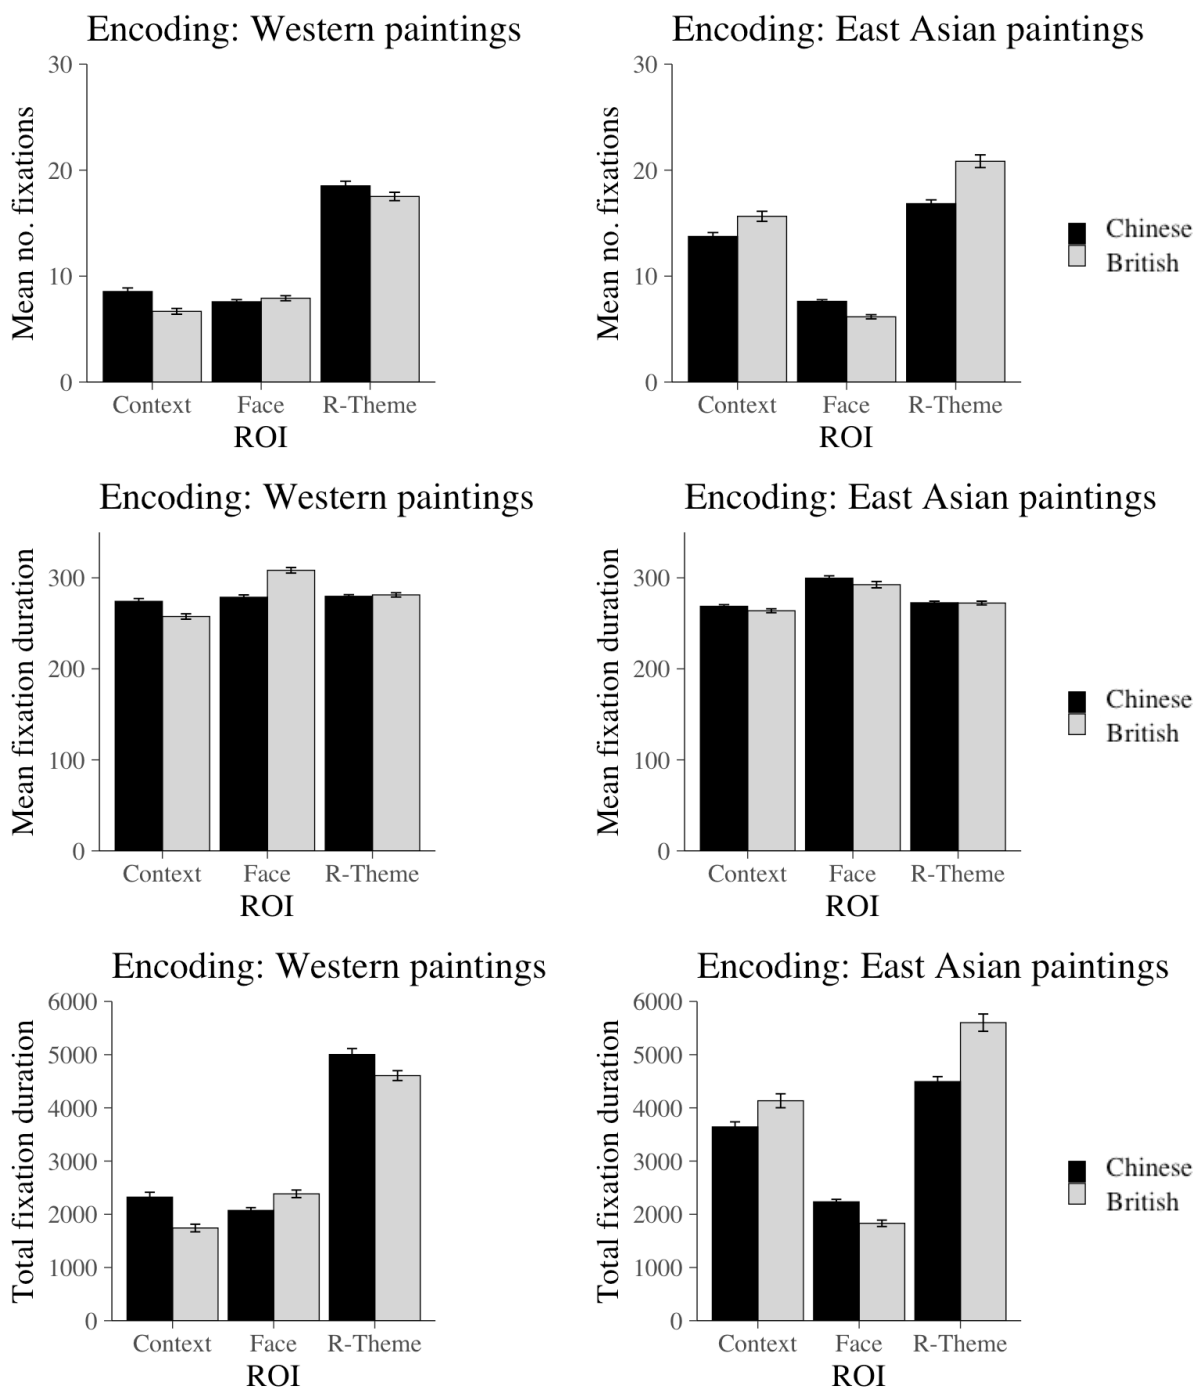 Encoding: Western paintings
Mean no. fixations
30
20
10
0
Context Face R-Theme
ROI
Encoding: East Asian paintings
Mean no. fixations
30
20
10
0
Context Face R-Theme
ROI
Chinese
British
Encoding: Western paintings
Mean fixation duration
300
200
100
0
Context Face R-Theme
ROI
Encoding: East Asian paintings
Mean fixation duration
300
200
100
0
Context Face R-Theme
ROI
Chinese
British
Encoding: Western paintings
Total fixation duration
6000
5000
4000
3000
2000
1000
0
Context Face R-Theme
ROI
Encoding: East Asian paintings
Total fixation duration
6000
5000
4000
3000
2000
1000
0
Context Face R-Theme
ROI
Chinese
British